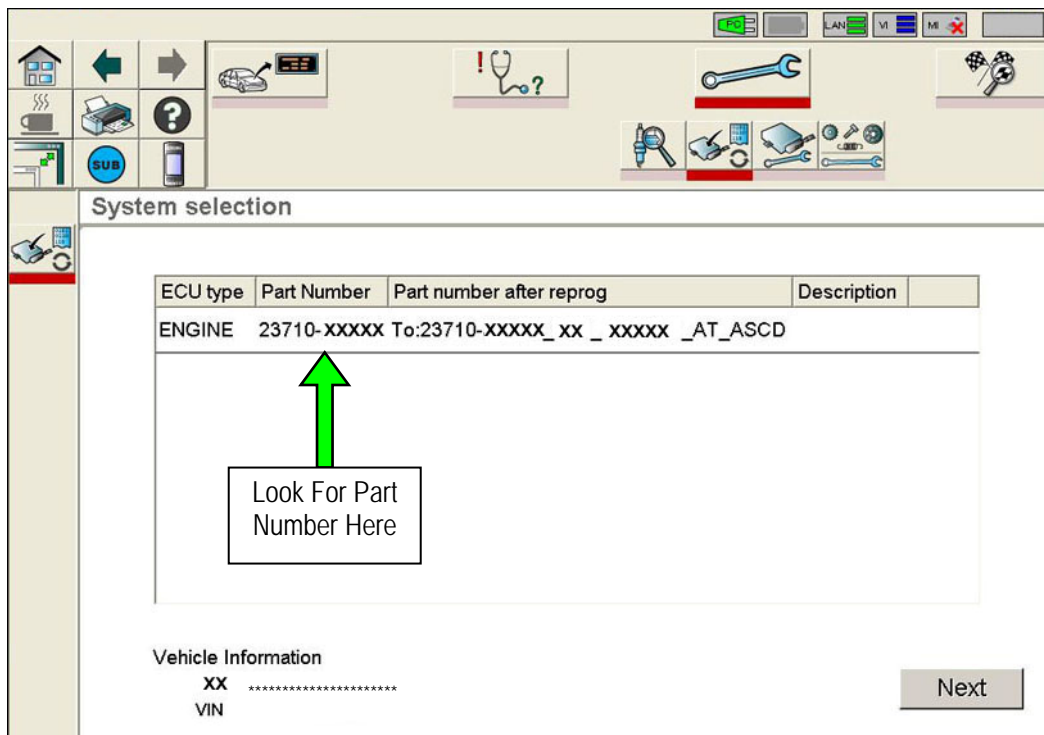 PC LAN VI MI
! ?
?
SUB
System selection
ECU type Part Number Part number after reprog Description
ENGINE 23710-XXXXX To:23710-XXXXX_ XX _ XXXXX _AT_ASCD
Look For Part
Number Here
Vehicle Information
XX **********************
VIN
Next